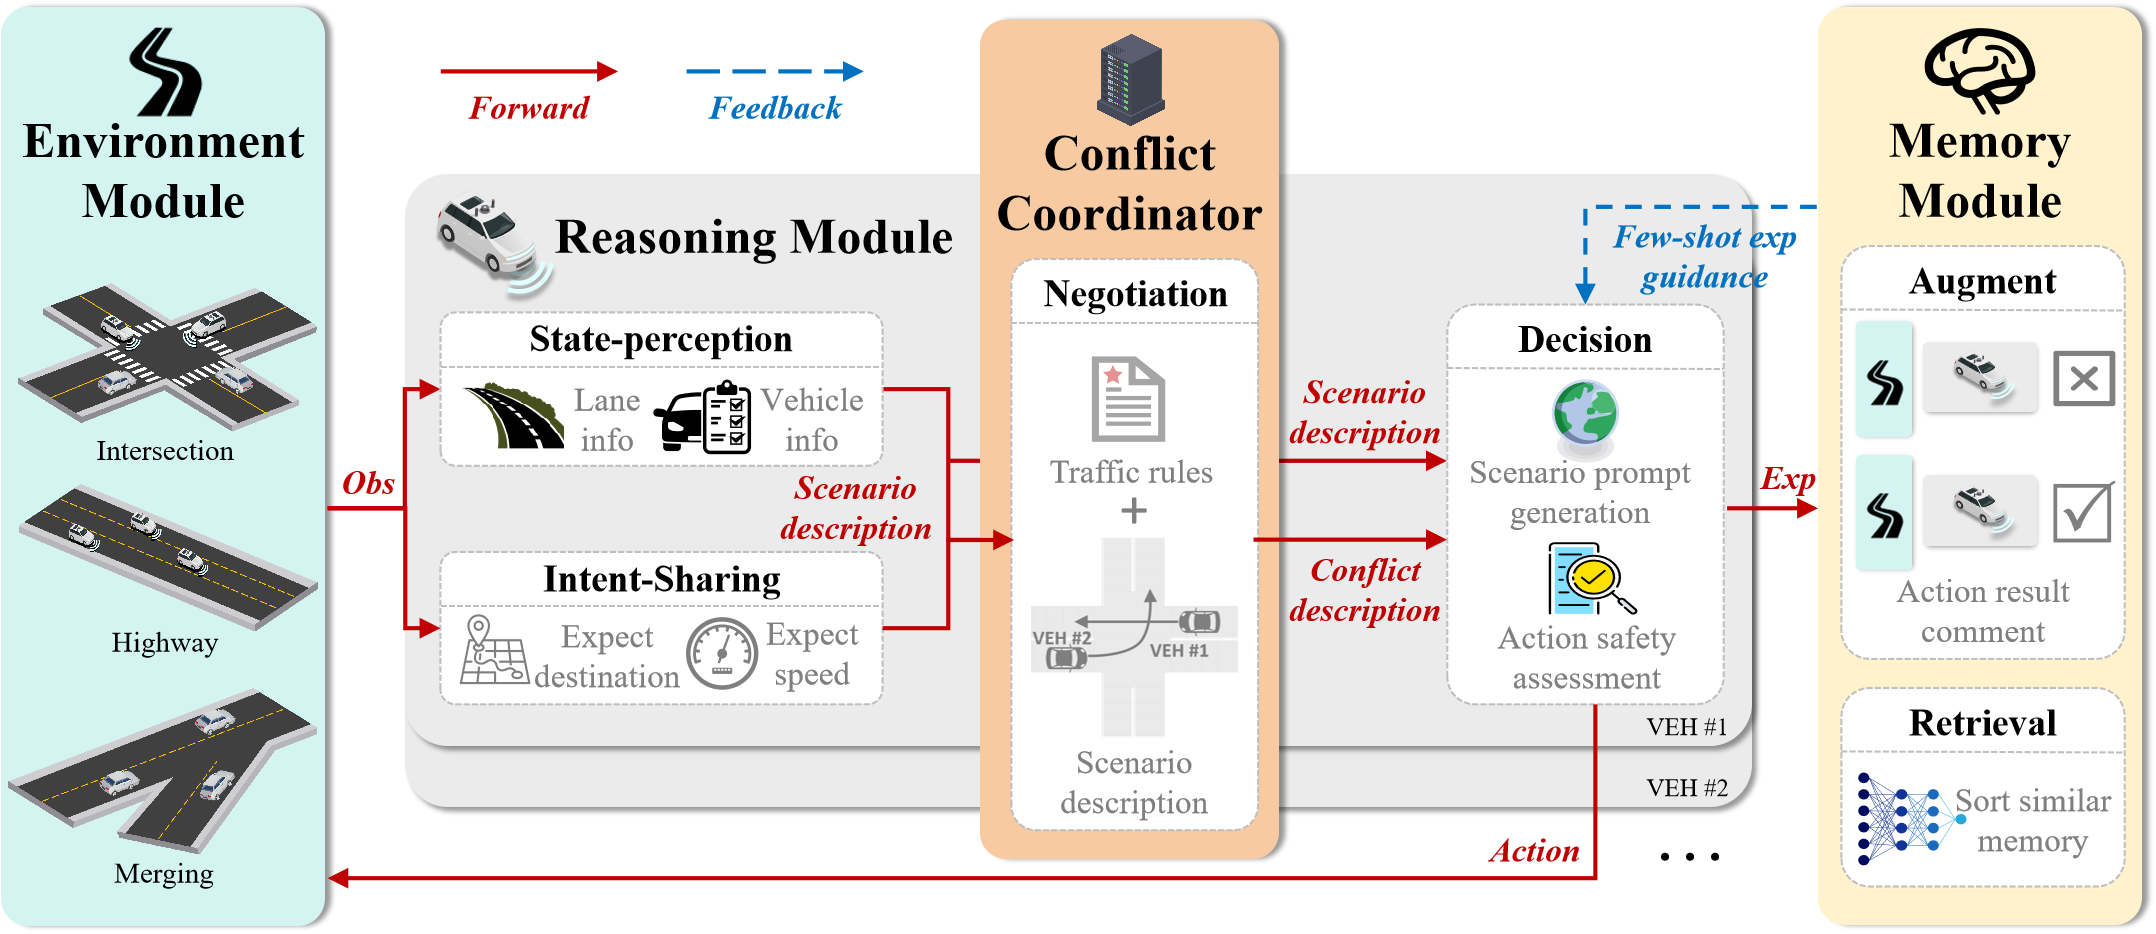 Environment
Module
Intersection
Highway
Merging
Forward
Feedback
Obs
Reasoning Module
State-perception
Lane
info
Vehicle
info
Intent-Sharing
Expect
destination
Expect
speed
Scenario
description
Conflict
Coordinator
Negotiation
Traffic rules
+
VEH #2
VEH #1
Scenario
description
Scenario
description
Conflict
description
Few-shot exp
guidance
Decision
Scenario prompt
generation
Action safety
assessment
VEH #1
VEH #2
Action
...
Exp
Memory
Module
Augment
Action result
comment
Retrieval
Sort similar
memory